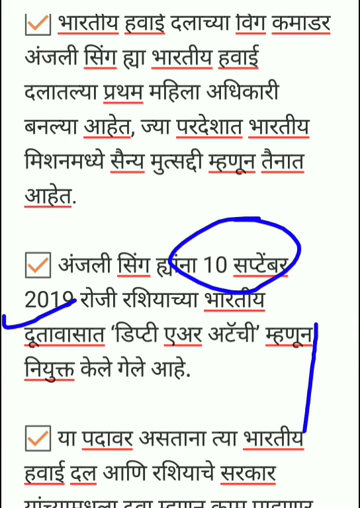 भारतीय हवाई दलाच्या विंग कमांडर
अंजली सिंग ह्या भारतीय हवाई
दलातल्या प्रथम महिला अधिकारी
बनल्या आहेत, ज्या परदेशात भारतीय
मिशनमध्ये सैन्य मुत्सद्दी म्हणून तैनात
आहेत.
अंजली सिंग ह्यांना 10 सप्टेंबर
2019 रोजी रशियाच्या भारतीय
दूतावासात ‘डिप्टी एअर अटॅची’ म्हणून
नियुक्त केले गेले आहे.
या पदावर असताना त्या भारतीय
हवाई दल आणि रशियाचे सरकार